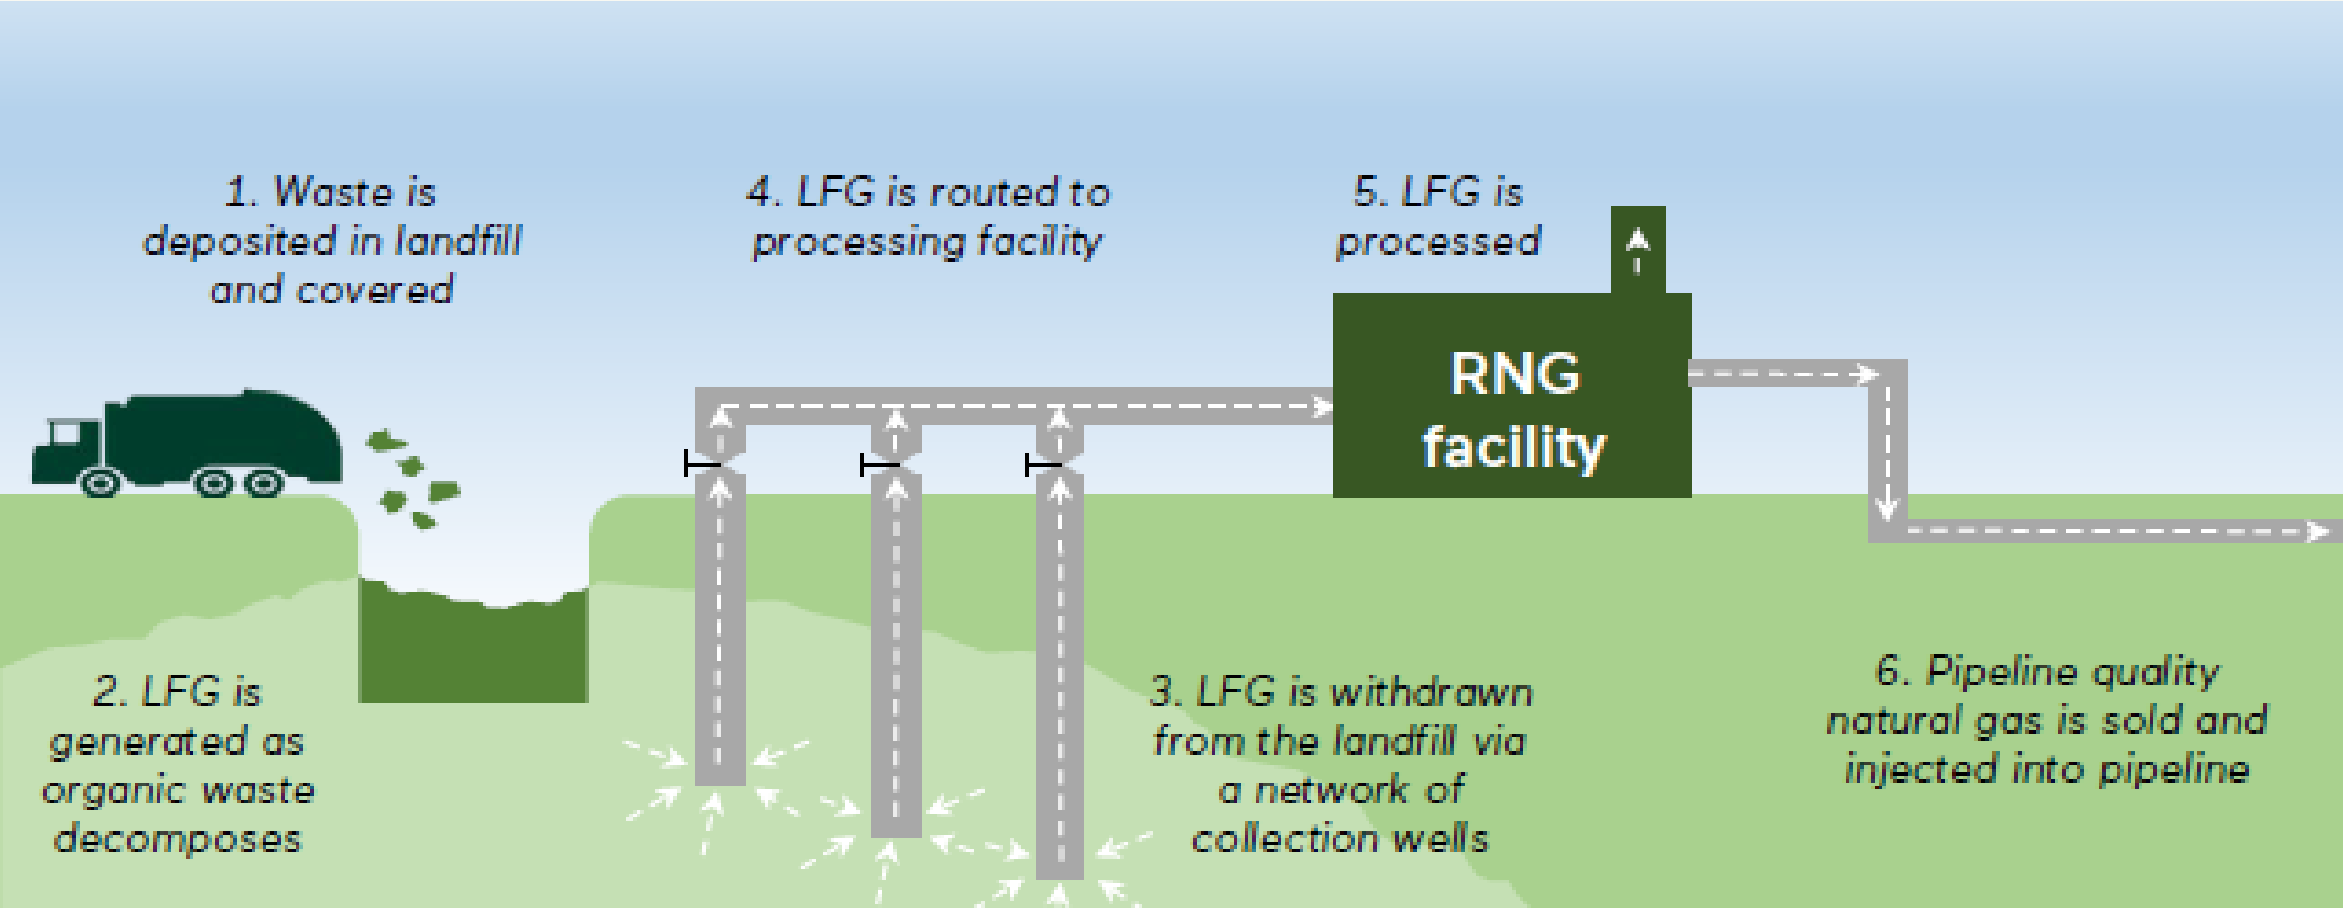 1. Waste is
deposited in landfill
and covered
2. LFG is
generated as
organic waste
decomposes
3. LFG is withdrawn
from the landfill via
a network of
collection wells
4. LFG is routed to
processing facility
5. LFG is
processed
RNG
facility
6. Pipeline quality
natural gas is sold and
injected into pipeline